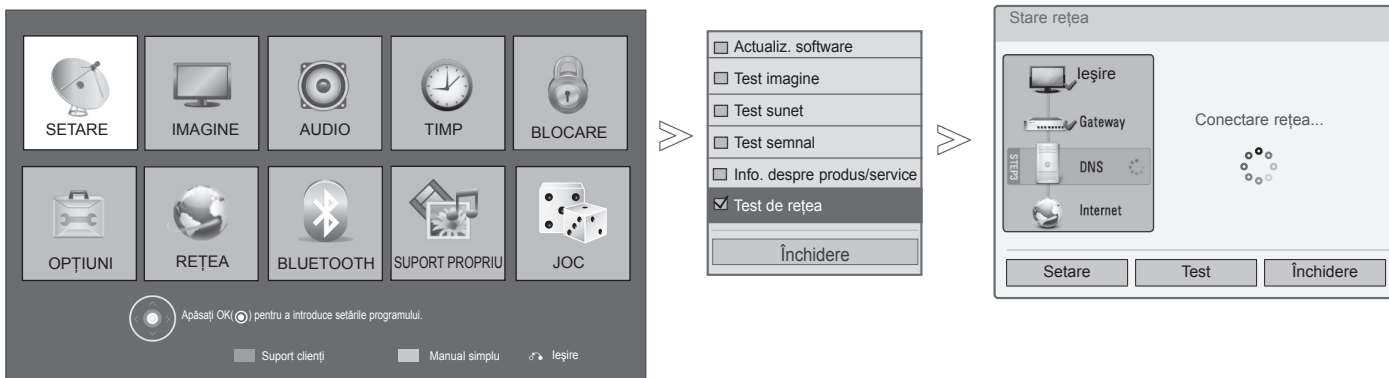 SETARE
IMAGINE
AUDIO
TIMP
BLOCARE
OPȚIUNI
REȚEA
BLUETOOTH
SUPORT PROPRIU
JOC
Apăsați OK(◉) pentru a introduce setările programului.
Suport clienți
Manual simplu
Ieșire
Actualiz. software
Test imagine
Test sunet
Test semnal
Info. despre produs/service
Test de rețea
Închidere
Stare rețea
Ieșire
Gateway
STEP3
DNS
Internet
Conectare rețea...
Setare
Test
Închidere